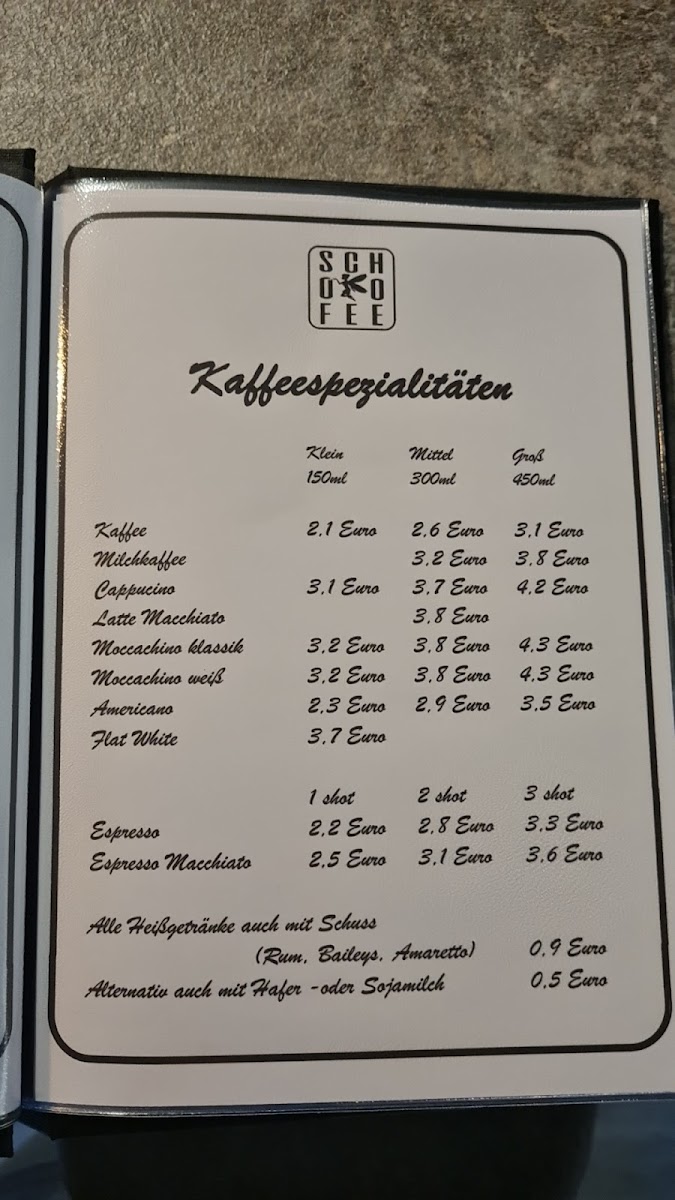 SCH
OKO
FEE
Kaffeespezialitäten
Klein Mittel Groß
150ml 300ml 450ml
Kaffee 2,1 Euro 2,6 Euro 3,1 Euro
Milchkaffee 3,2 Euro 3,8 Euro
Cappucino 3,1 Euro 3,7 Euro 4,2 Euro
Latte Macchiato 3,8 Euro
Moccachino klassik 3,2 Euro 3,8 Euro 4,3 Euro
Moccachino weiß 3,2 Euro 3,8 Euro 4,3 Euro
Americano 2,3 Euro 2,9 Euro 3,5 Euro
Flat White 3,7 Euro
1 shot 2 shot 3 shot
Espresso 2,2 Euro 2,8 Euro 3,3 Euro
Espresso Macchiato 2,5 Euro 3,1 Euro 3,6 Euro
Alle Heißgetränke auch mit Schuss
(Rum, Baileys, Amaretto) 0,9 Euro
Alternativ auch mit Hafer -oder Sojamilch 0,5 Euro